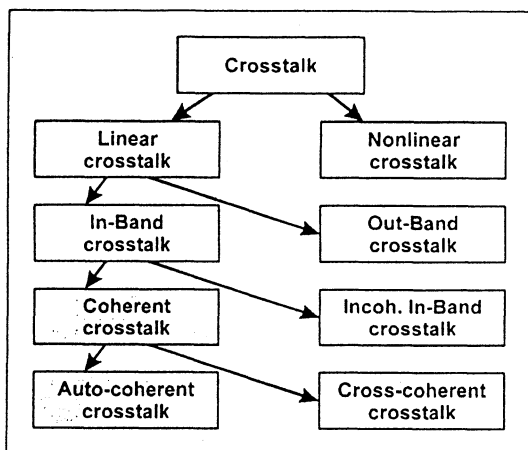 Crosstalk
Linear
crosstalk
Nonlinear
crosstalk
In-Band
crosstalk
Out-Band
crosstalk
Coherent
crosstalk
Incoh. In-Band
crosstalk
Auto-coherent
crosstalk
Cross-coherent
crosstalk